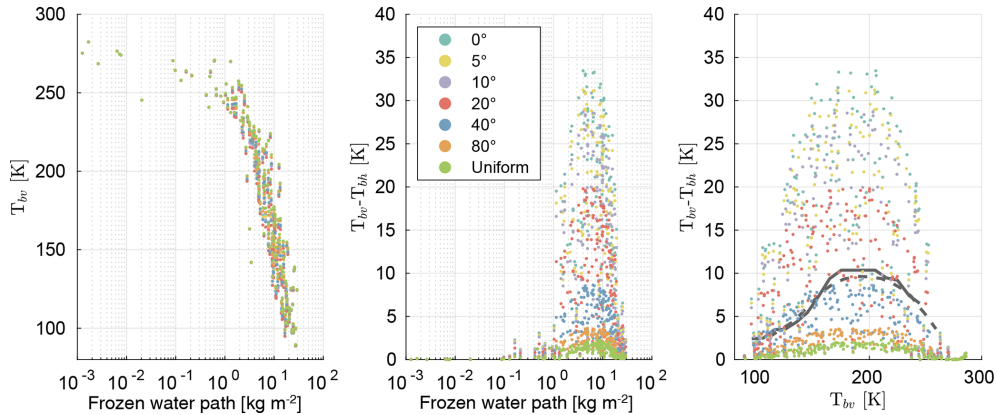 300
250
200
150
100
T_bv [K]
10^-3 10^-2 10^-1 10^0 10^1 10^2
Frozen water path [kg m^-2]
40
35
30
25
20
15
10
5
0
T_bv-T_bh [K]
0°
5°
10°
20°
40°
80°
Uniform
10^-3 10^-2 10^-1 10^0 10^1 10^2
Frozen water path [kg m^-2]
40
35
30
25
20
15
10
5
0
T_bv-T_bh [K]
100 200 300
T_bv [K]